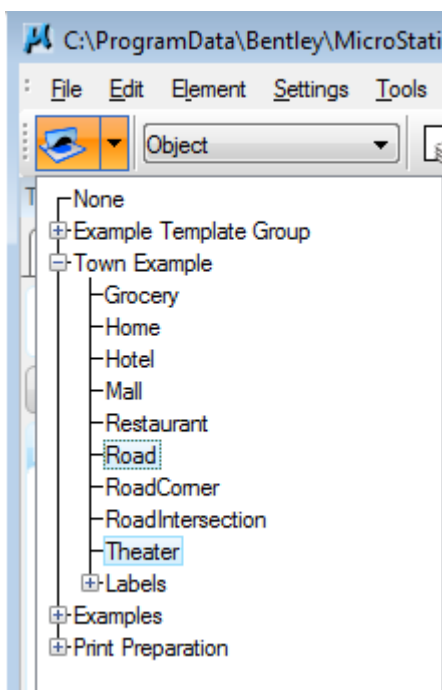 C:\ProgramData\Bentley\MicroStati
File Edit Element Settings Tools
Object
None
Example Template Group
Town Example
Grocery
Home
Hotel
Mall
Restaurant
Road
RoadCorner
RoadIntersection
Theater
Labels
Examples
Print Preparation